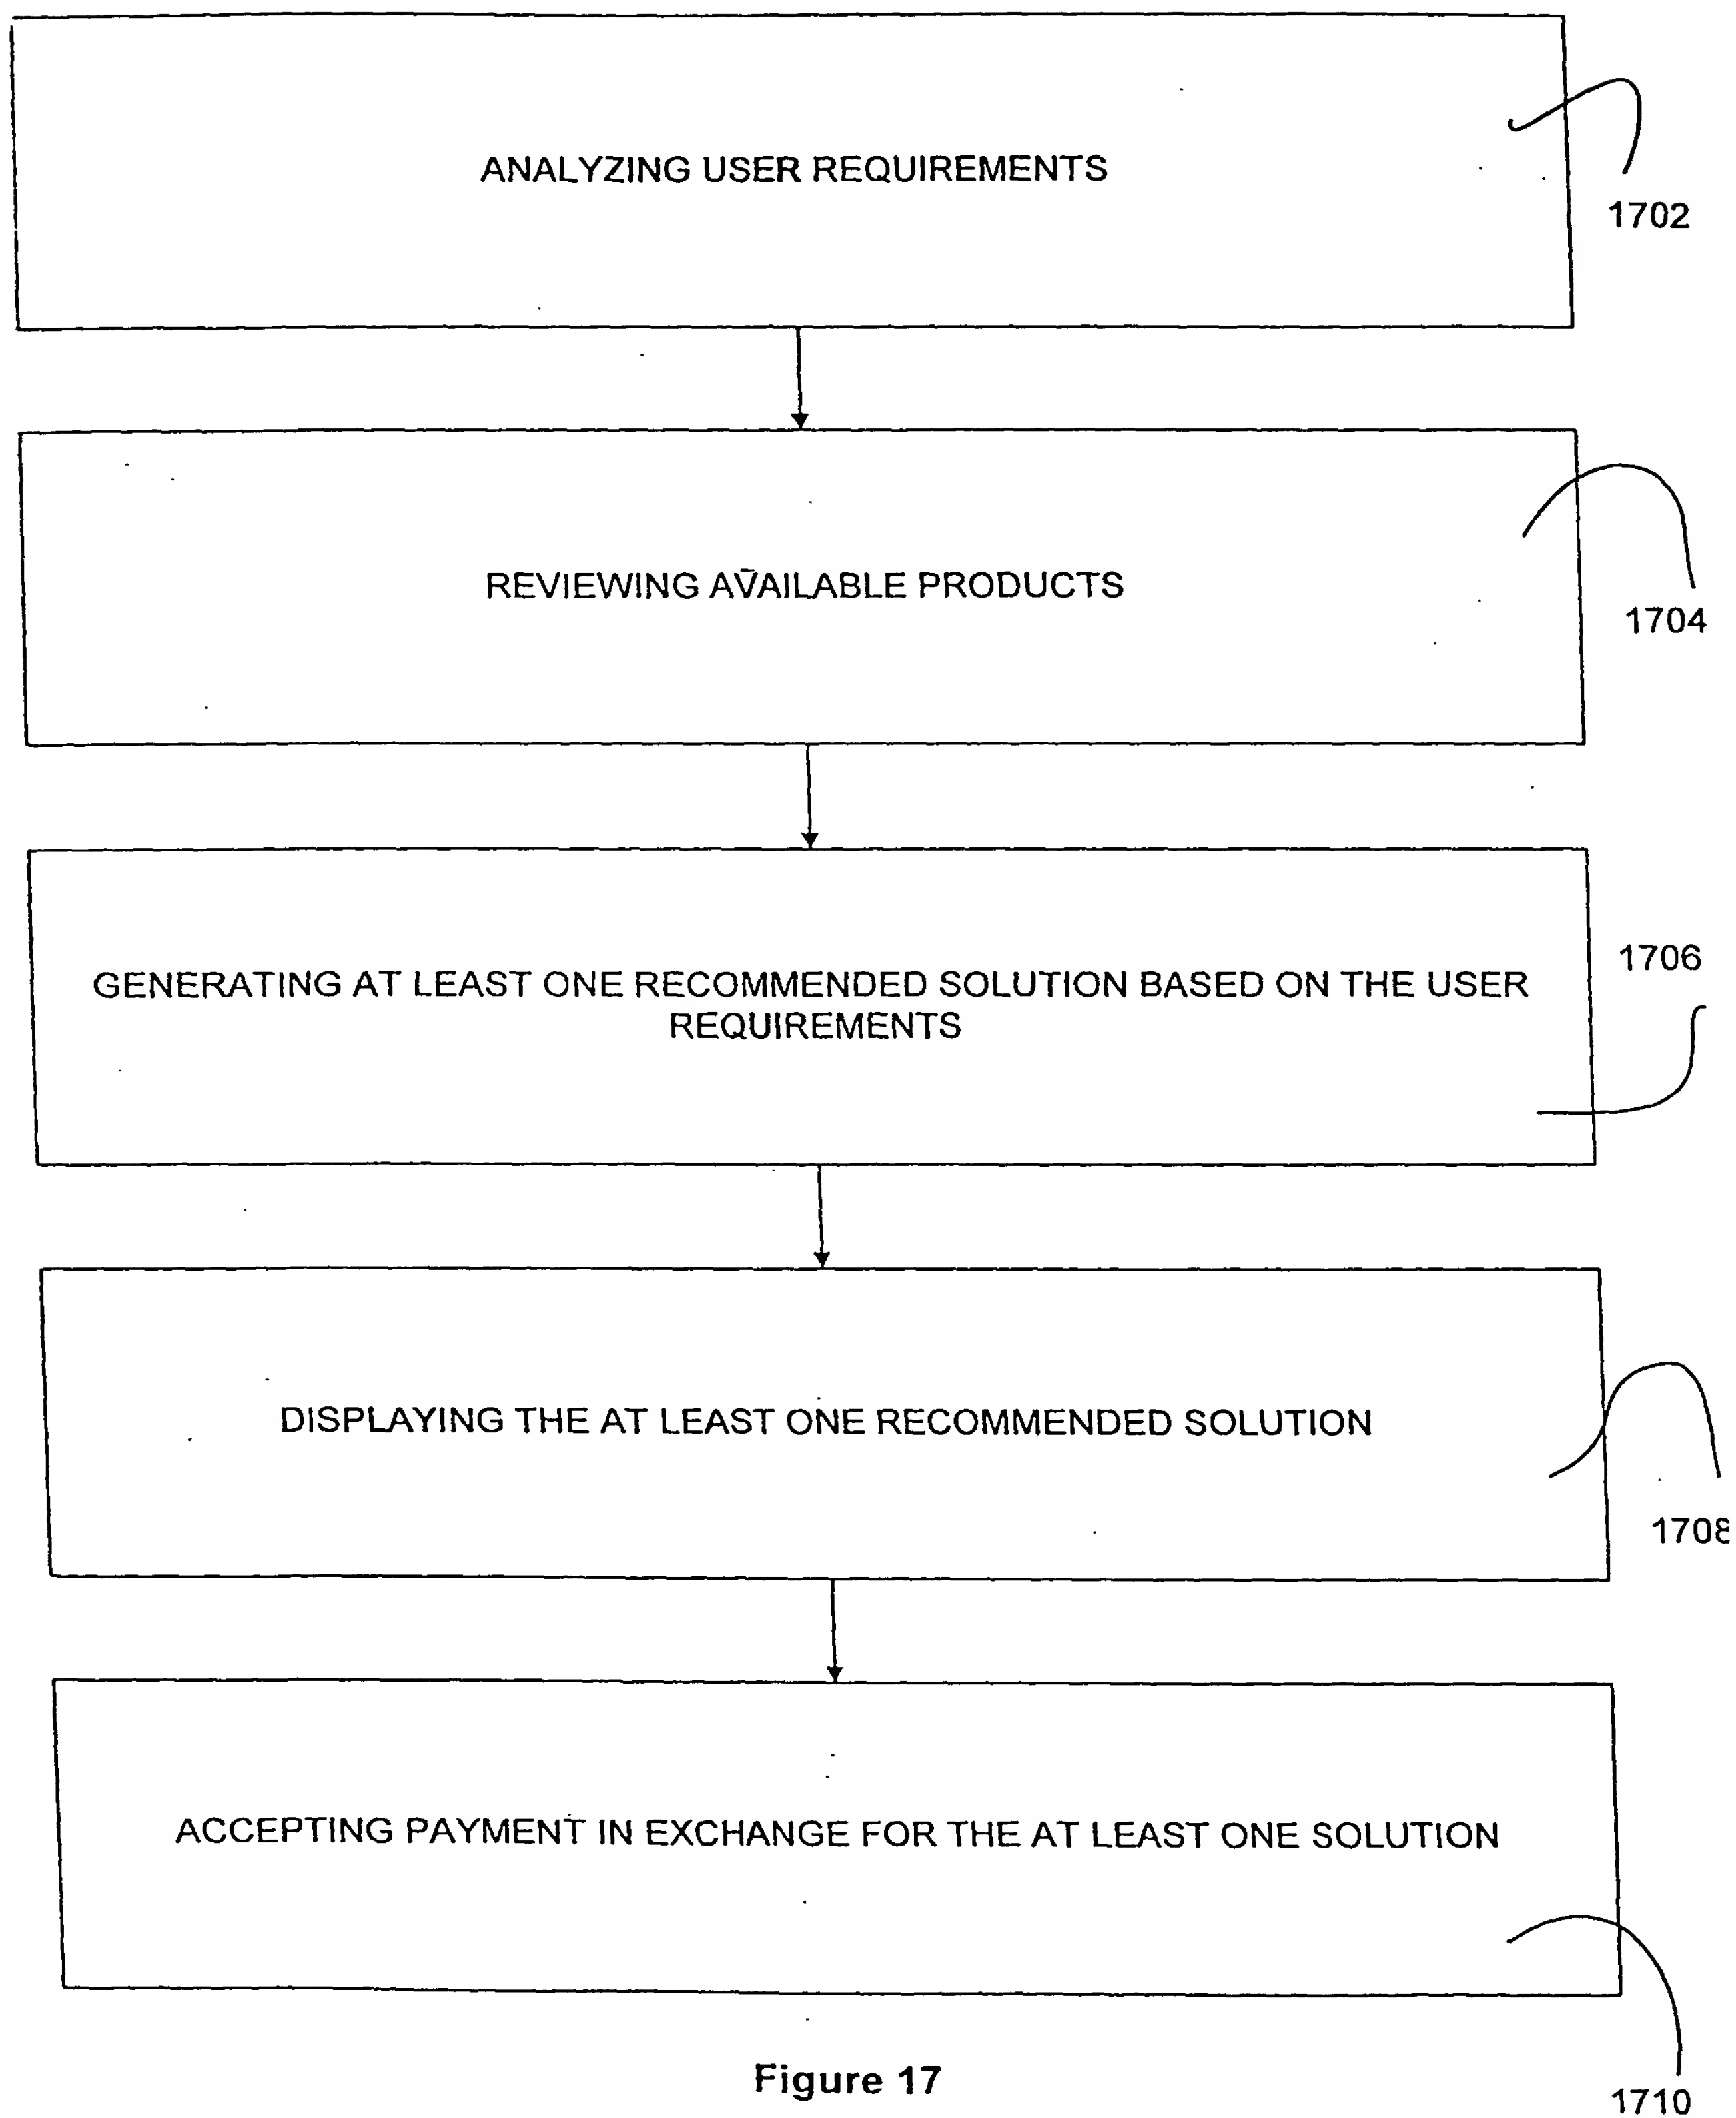 ANALYZING USER REQUIREMENTS
1702
REVIEWING AVAILABLE PRODUCTS
1704
GENERATING AT LEAST ONE RECOMMENDED SOLUTION BASED ON THE USER
REQUIREMENTS
1706
DISPLAYING THE AT LEAST ONE RECOMMENDED SOLUTION
1708
ACCEPTING PAYMENT IN EXCHANGE FOR THE AT LEAST ONE SOLUTION
1710
Figure 17